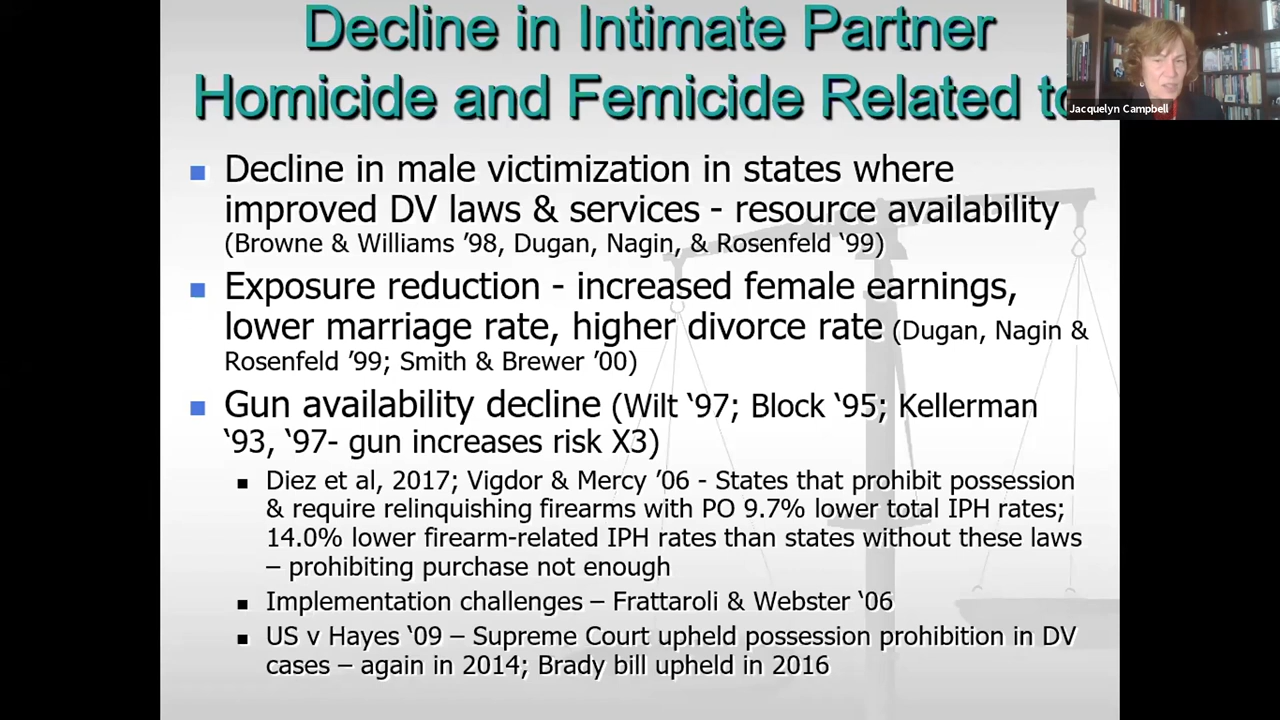 Decline in Intimate Partner
Homicide and Femicide Related to
Jacquelyn Campbell
Decline in male victimization in states where
improved DV laws & services - resource availability
(Browne & Williams ’98, Dugan, Nagin, & Rosenfeld ‘99)
Exposure reduction - increased female earnings,
lower marriage rate, higher divorce rate (Dugan, Nagin &
Rosenfeld ’99; Smith & Brewer ’00)
Gun availability decline (Wilt ‘97; Block ‘95; Kellerman
‘93, ‘97- gun increases risk X3)
Diez et al, 2017; Vigdor & Mercy ’06 - States that prohibit possession
& require relinquishing firearms with PO 9.7% lower total IPH rates;
14.0% lower firearm-related IPH rates than states without these laws
– prohibiting purchase not enough
Implementation challenges – Frattaroli & Webster ‘06
US v Hayes ‘09 – Supreme Court upheld possession prohibition in DV
cases – again in 2014; Brady bill upheld in 2016